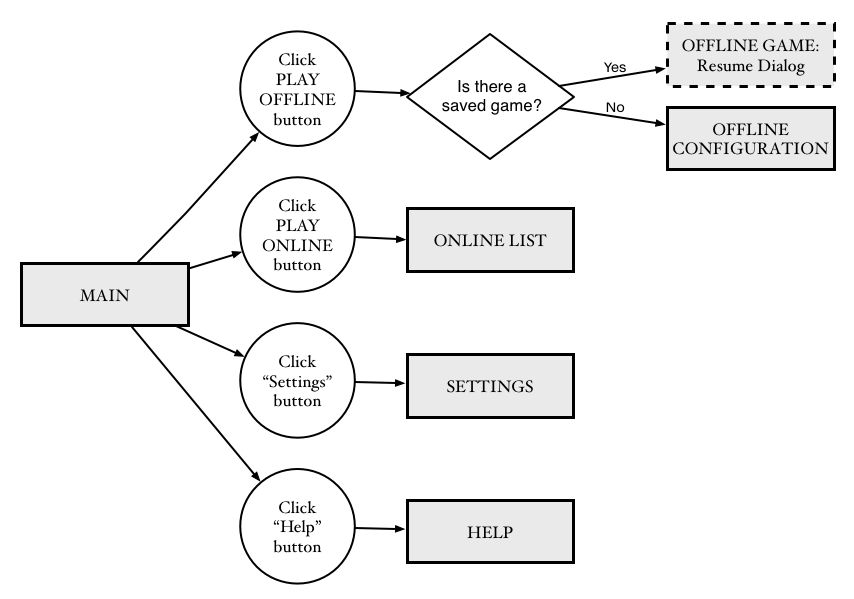 Click
PLAY
OFFLINE
button
Is there a
saved game?
Yes
No
OFFLINE GAME:
Resume Dialog
OFFLINE
CONFIGURATION
Click
PLAY
ONLINE
button
ONLINE LIST
MAIN
Click
“Settings”
button
SETTINGS
Click
“Help”
button
HELP